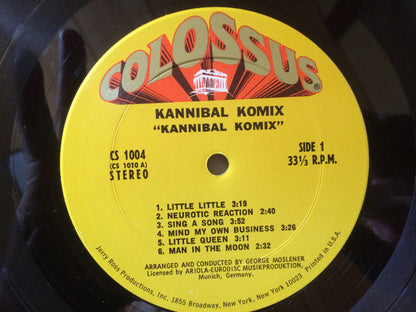 COLOSSUS
®
KANNIBAL KOMIX
"KANNIBAL KOMIX"
CS 1004
(CS 1010 A)
STEREO
SIDE 1
33⅓ R.P.M.
1. LITTLE LITTLE 3:19
2. NEUROTIC REACTION 2:40
3. SING A SONG 3:52
4. MIND MY OWN BUSINESS 3:26
5. LITTLE QUEEN 3:11
6. MAN IN THE MOON 2:32
ARRANGED AND CONDUCTED BY GEORGE MOSLENER
Licensed by ARIOLA-EURODISC MUSIKPRODUKTION,
Munich, Germany.
Jerry Ross Productions, Inc. 1855 Broadway, New York, New York 10023 Printed in U.S.A.